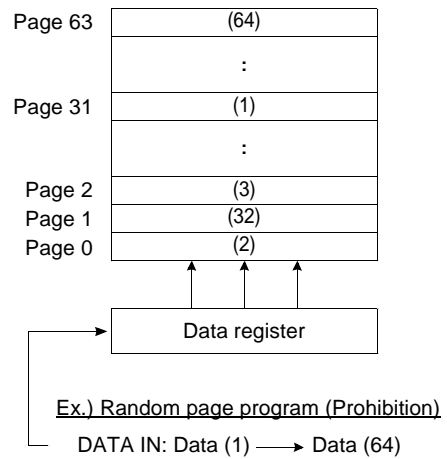 Page 63 (64)
:
Page 31 (1)
:
Page 2 (3)
Page 1 (32)
Page 0 (2)
Data register
Ex.) Random page program (Prohibition)
DATA IN: Data (1) Data (64)